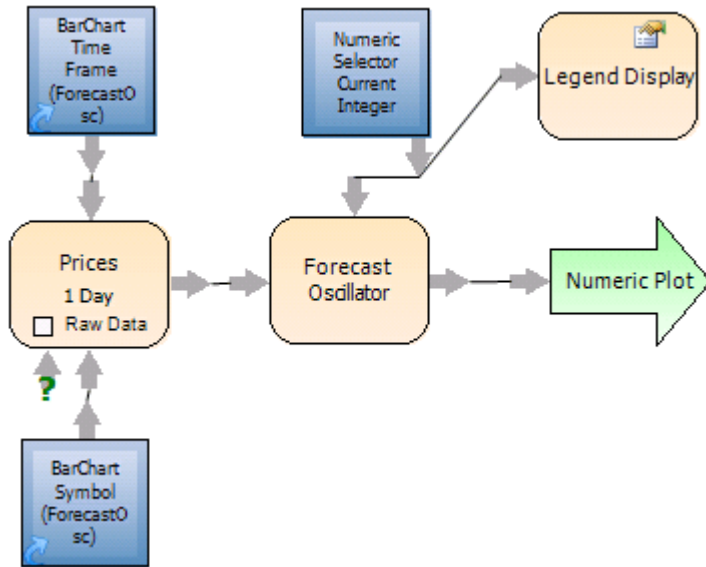 BarChart
Time
Frame
(ForecastO
sc)
Numeric
Selector
Current
Integer
Legend Display
Prices
1 Day
Raw Data
Forecast
Oscillator
Numeric Plot
?
BarChart
Symbol
(ForecastOs
sc)